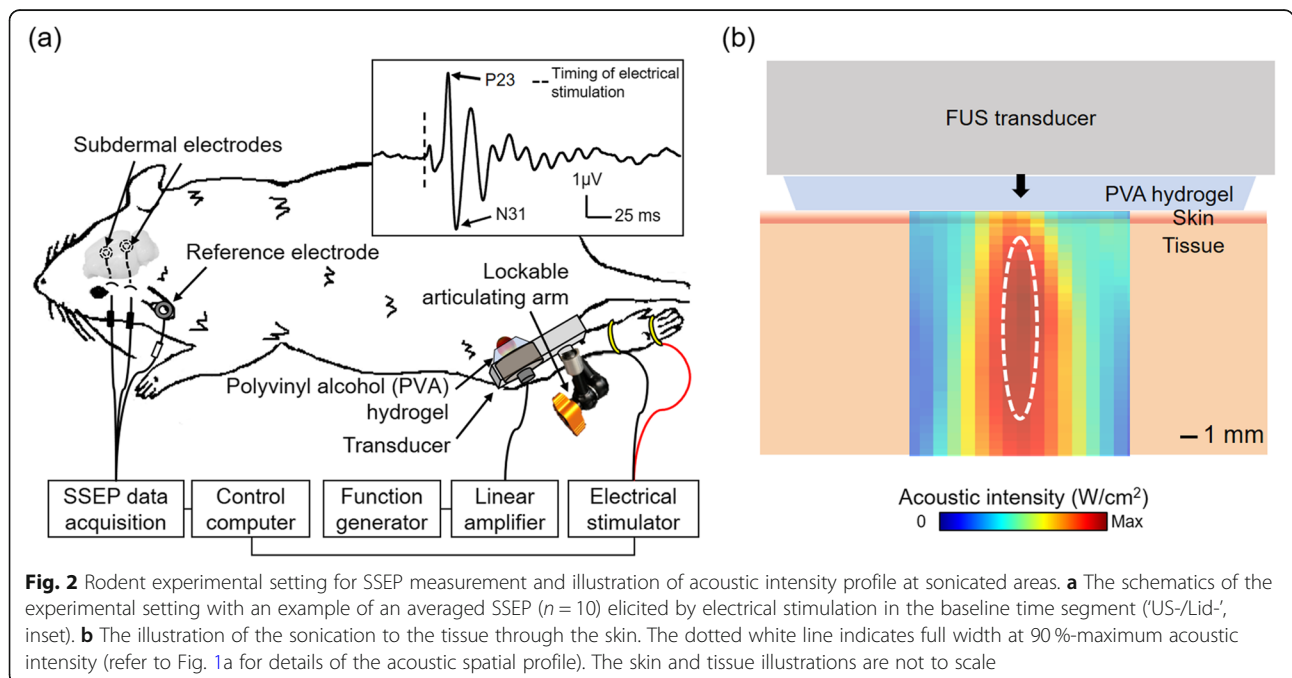 (a)
P23
Timing of electrical
stimulation
Subdermal electrodes
1μV
25 ms
N31
Reference electrode
Lockable
articulating arm
Polyvinyl alcohol (PVA)
hydrogel
Transducer
SSEP data
acquisition
Control
computer
Function
generator
Linear
amplifier
Electrical
stimulator
(b)
FUS transducer
PVA hydrogel
Skin
Tissue
1 mm
Acoustic intensity (W/cm²)
0
Max
Fig. 2 Rodent experimental setting for SSEP measurement and illustration of acoustic intensity profile at sonicated areas. a The schematics of the
experimental setting with an example of an averaged SSEP (n = 10) elicited by electrical stimulation in the baseline time segment (‘US-/Lid-’,
inset). b The illustration of the sonication to the tissue through the skin. The dotted white line indicates full width at 90 %-maximum acoustic
intensity (refer to Fig. 1a for details of the acoustic spatial profile). The skin and tissue illustrations are not to scale